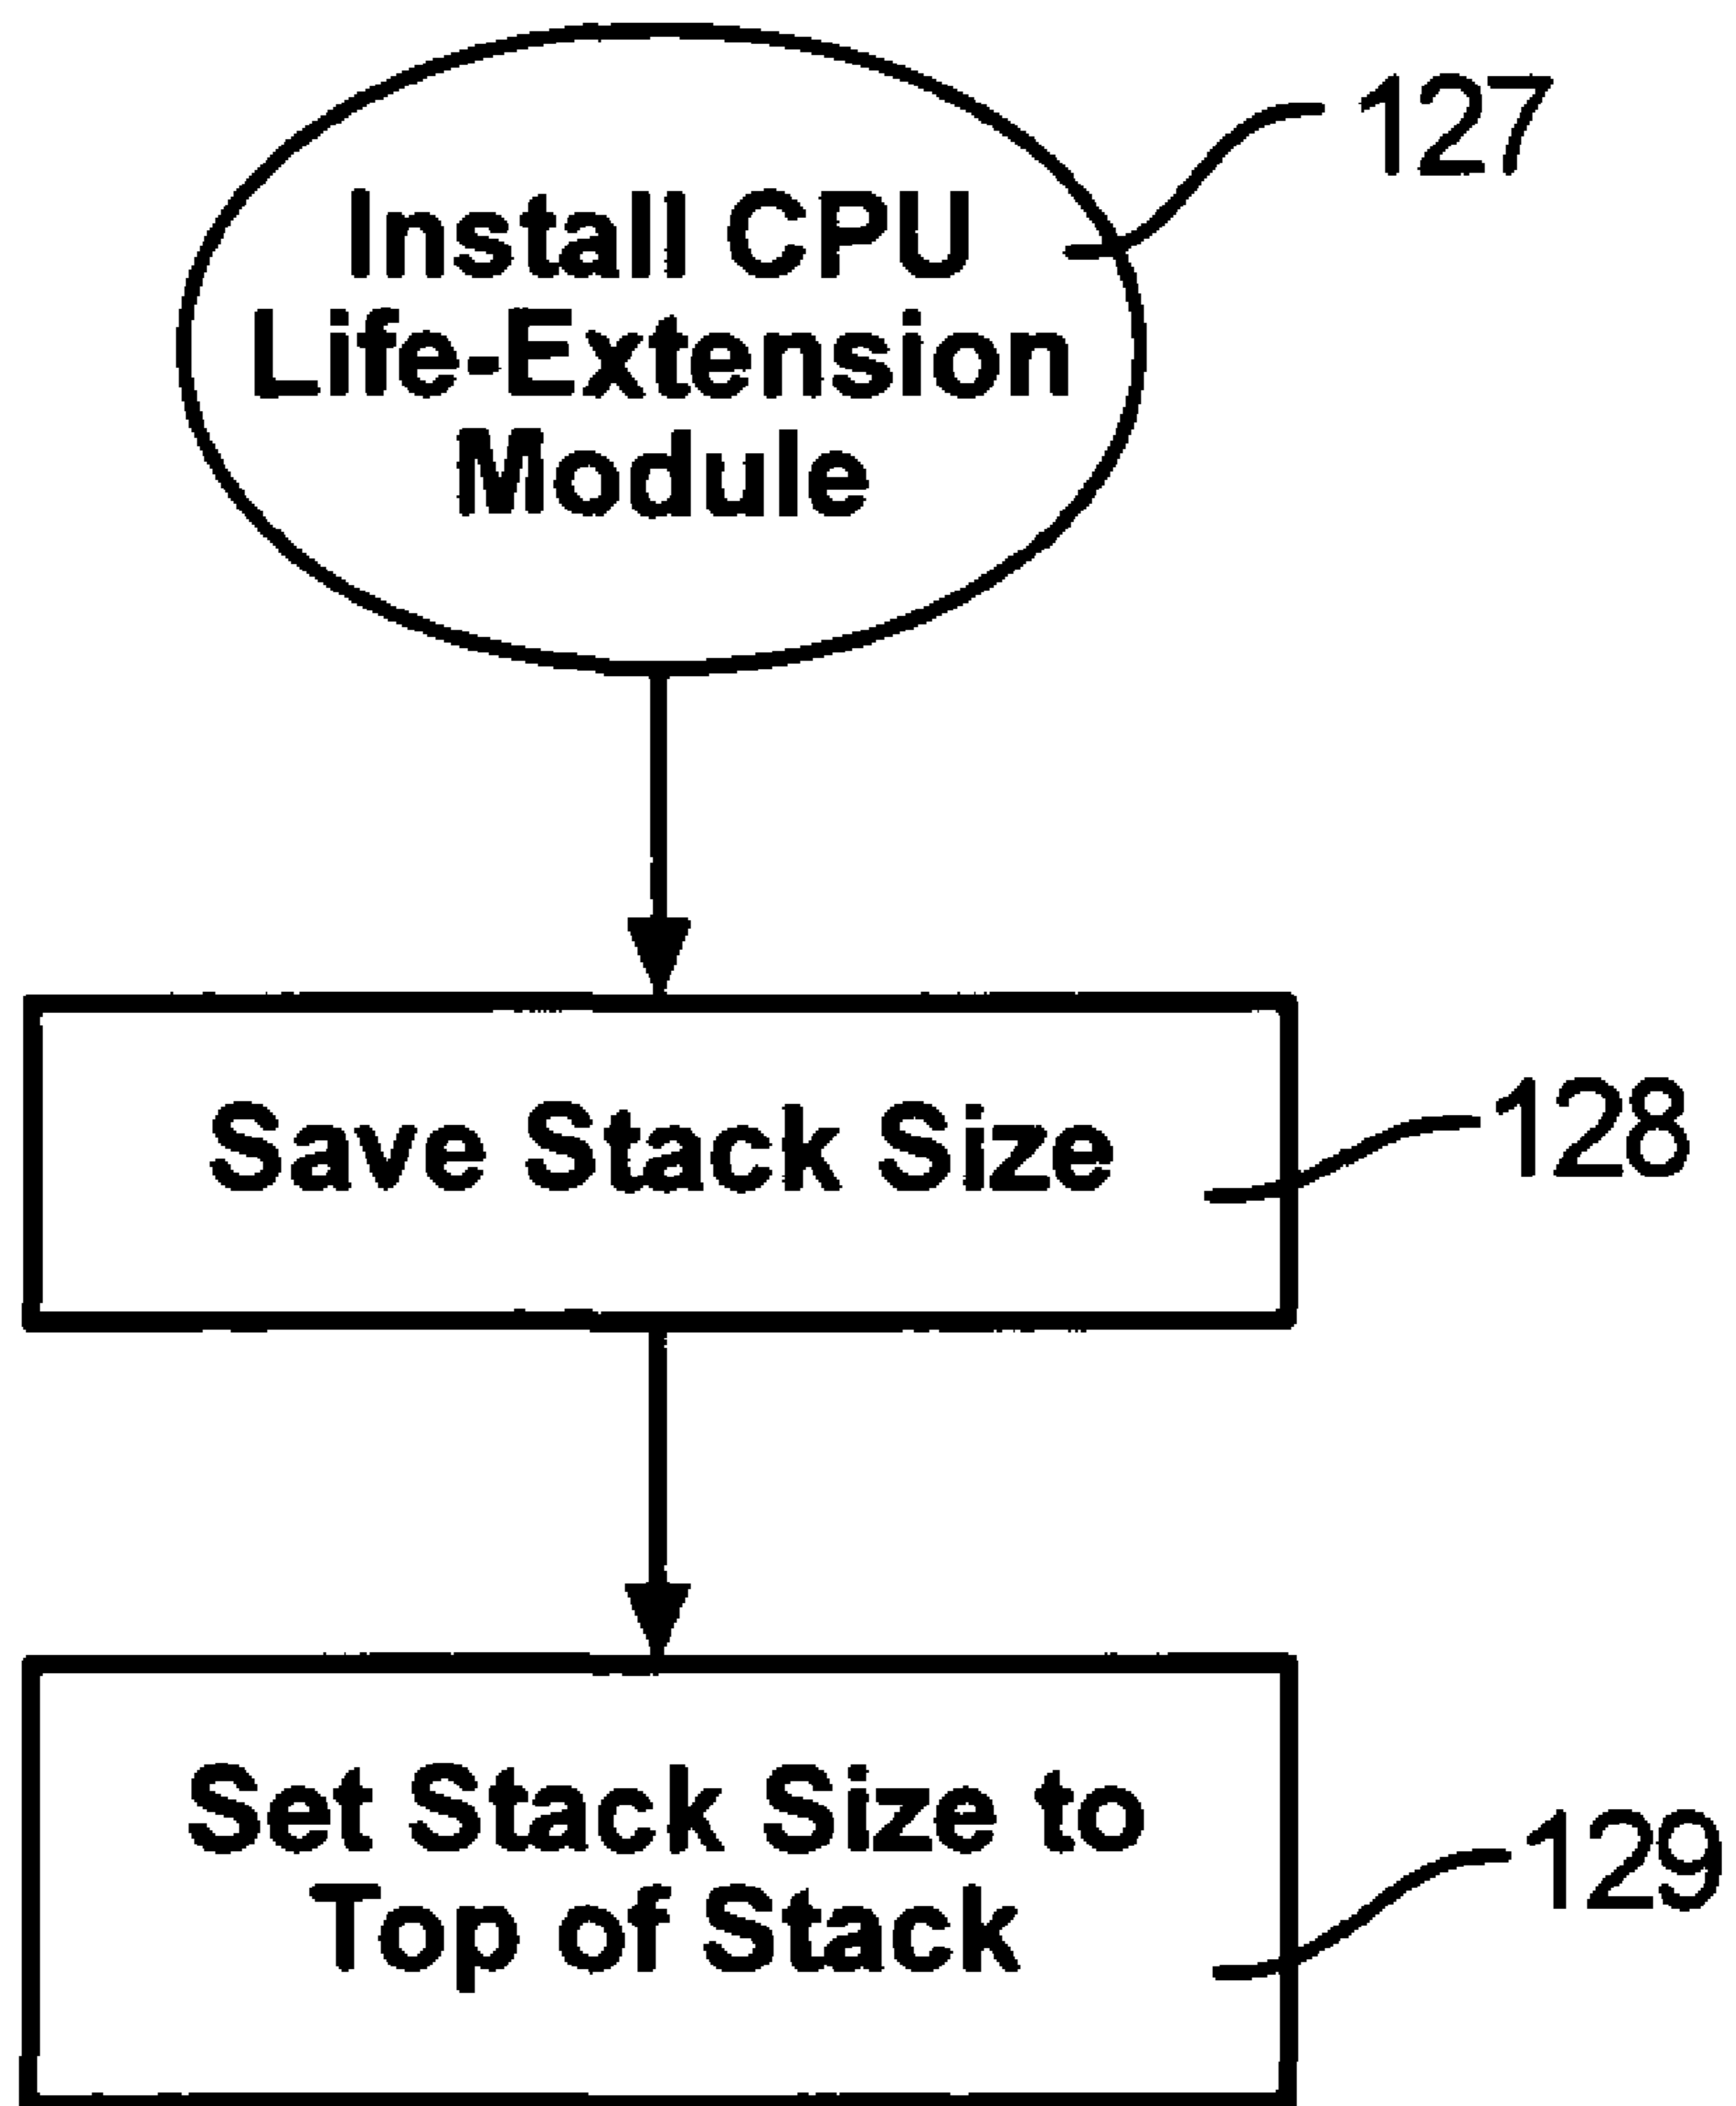 127
Install CPU
Life-Extension
Module
Save Stack Size
128
Set Stack Size to
Top of Stack
129